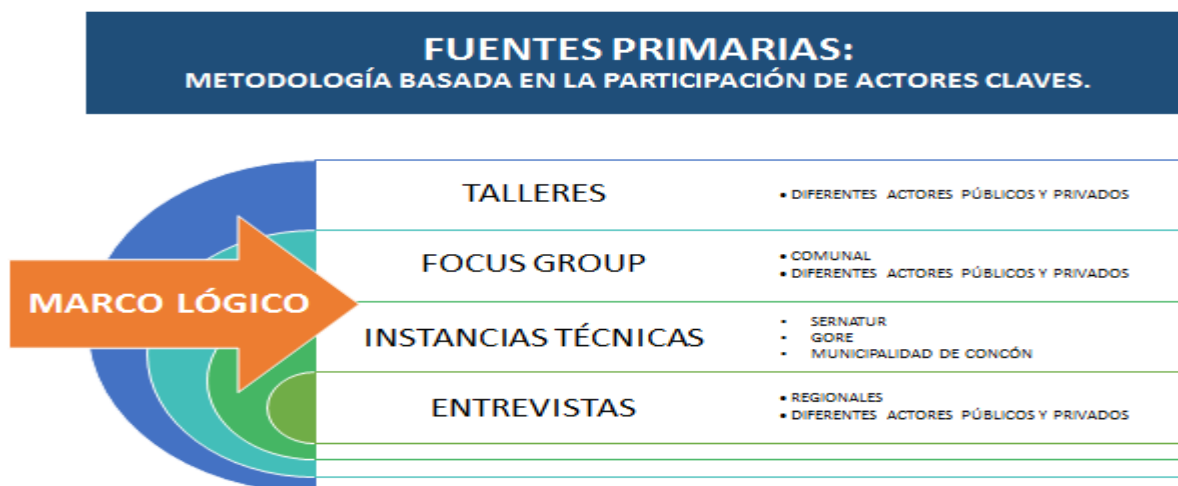 FUENTES PRIMARIAS:
METODOLOGÍA BASADA EN LA PARTICIPACIÓN DE ACTORES CLAVES.
MARCO LÓGICO
TALLERES
• DIFERENTES ACTORES PÚBLICOS Y PRIVADOS
FOCUS GROUP
• COMUNAL
• DIFERENTES ACTORES PÚBLICOS Y PRIVADOS
INSTANCIAS TÉCNICAS
• SERNATUR
• GORE
• MUNICIPALIDAD DE CONCÓN
ENTREVISTAS
• REGIONALES
• DIFERENTES ACTORES PÚBLICOS Y PRIVADOS